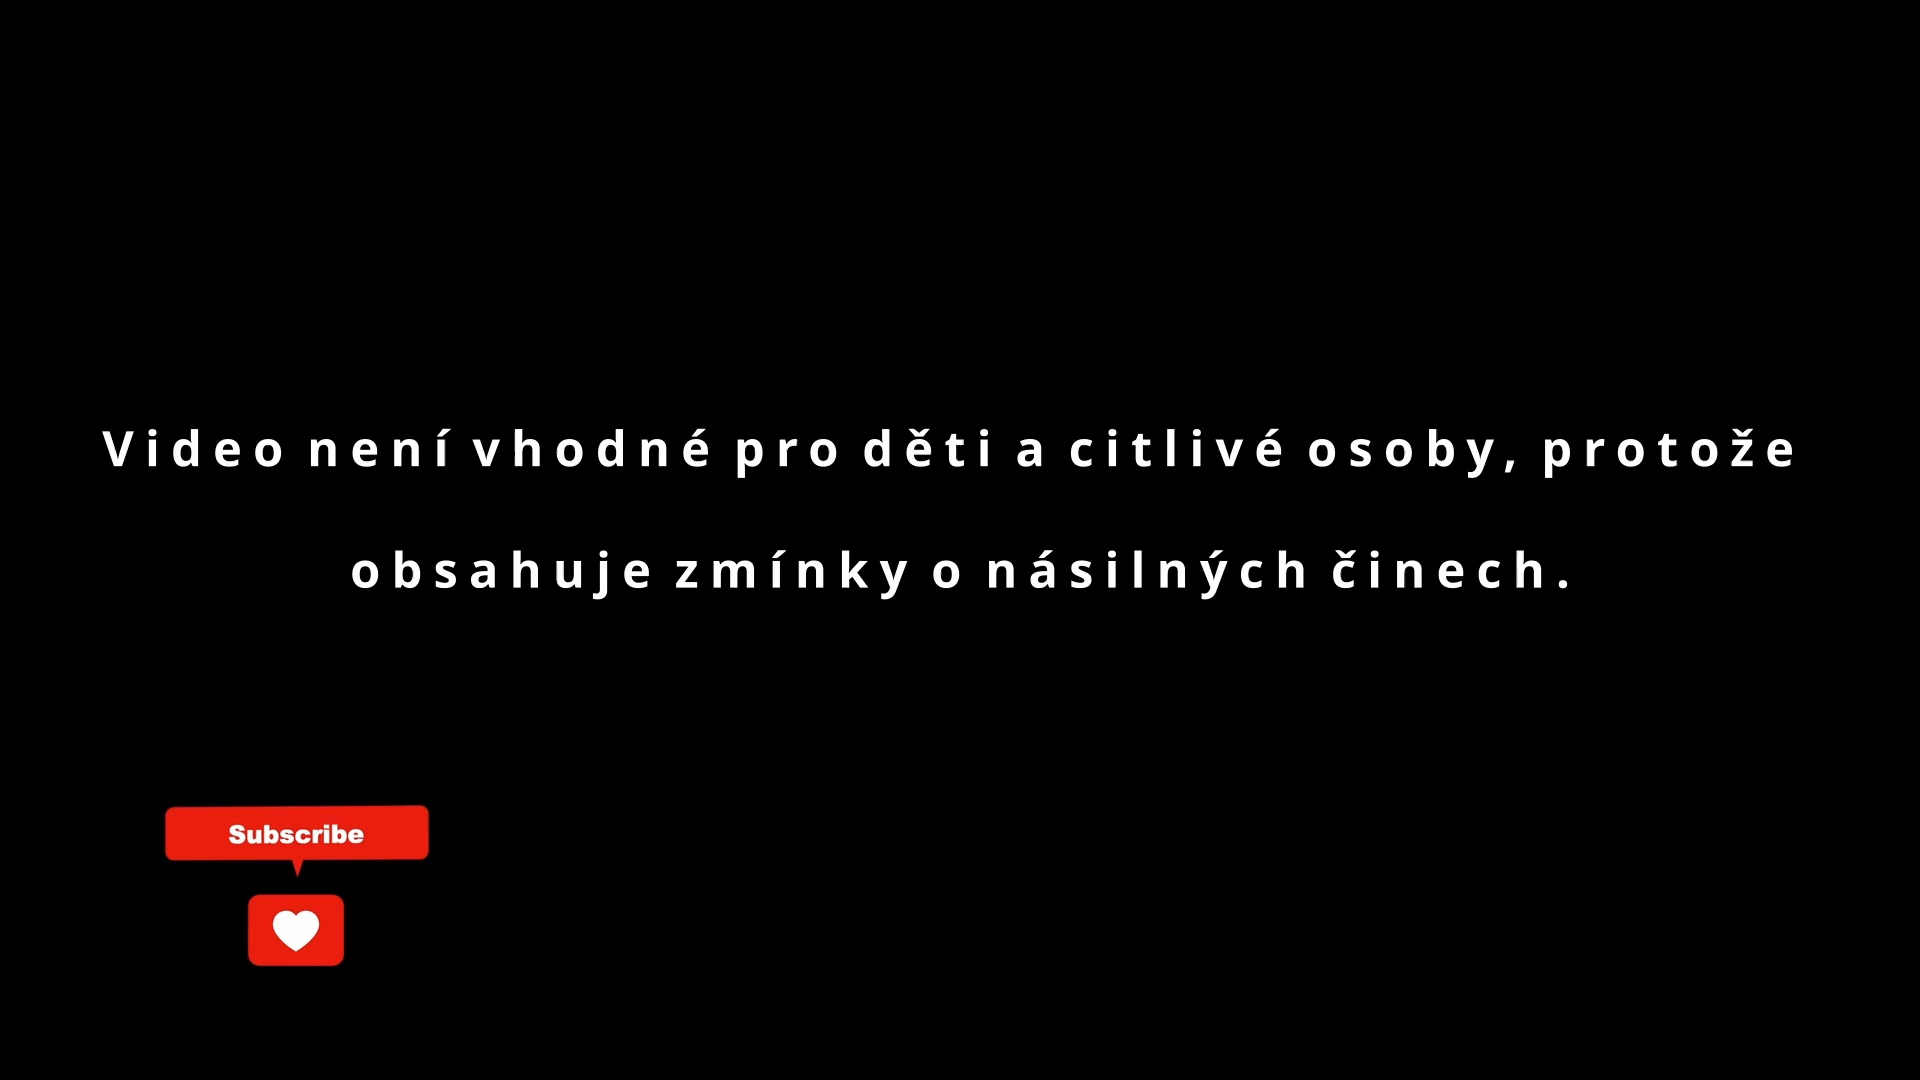 Video není vhodné pro děti a citlivé osoby, protože
obsahuje zmínky o násilných činech.
Subscribe